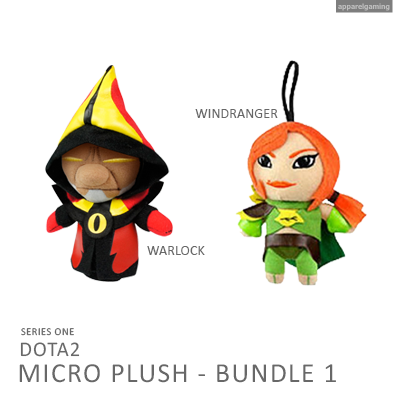 apparelgaming
WINDRANGER
WARLOCK
SERIES ONE
DOTA2
MICRO PLUSH - BUNDLE 1